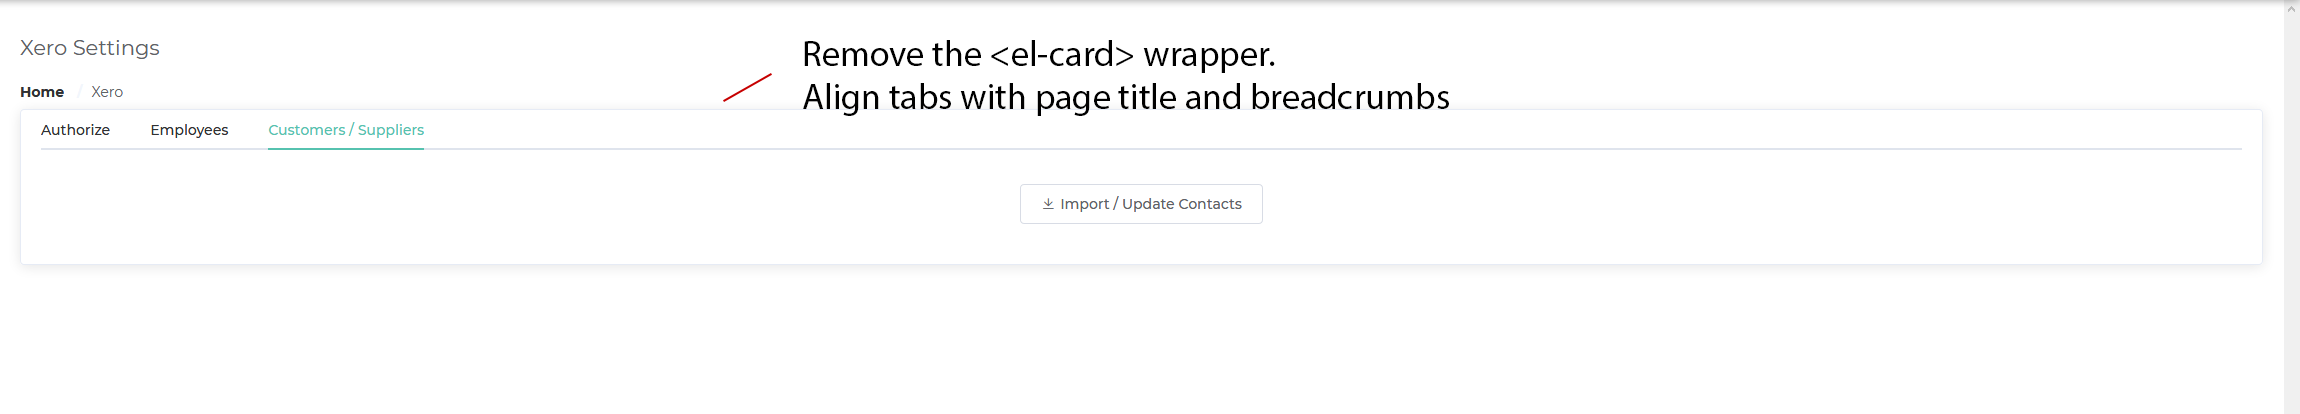 Xero Settings
Remove the <el-card> wrapper.
Home / Xero
Align tabs with page title and breadcrumbs
Authorize Employees Customers / Suppliers
Import / Update Contacts